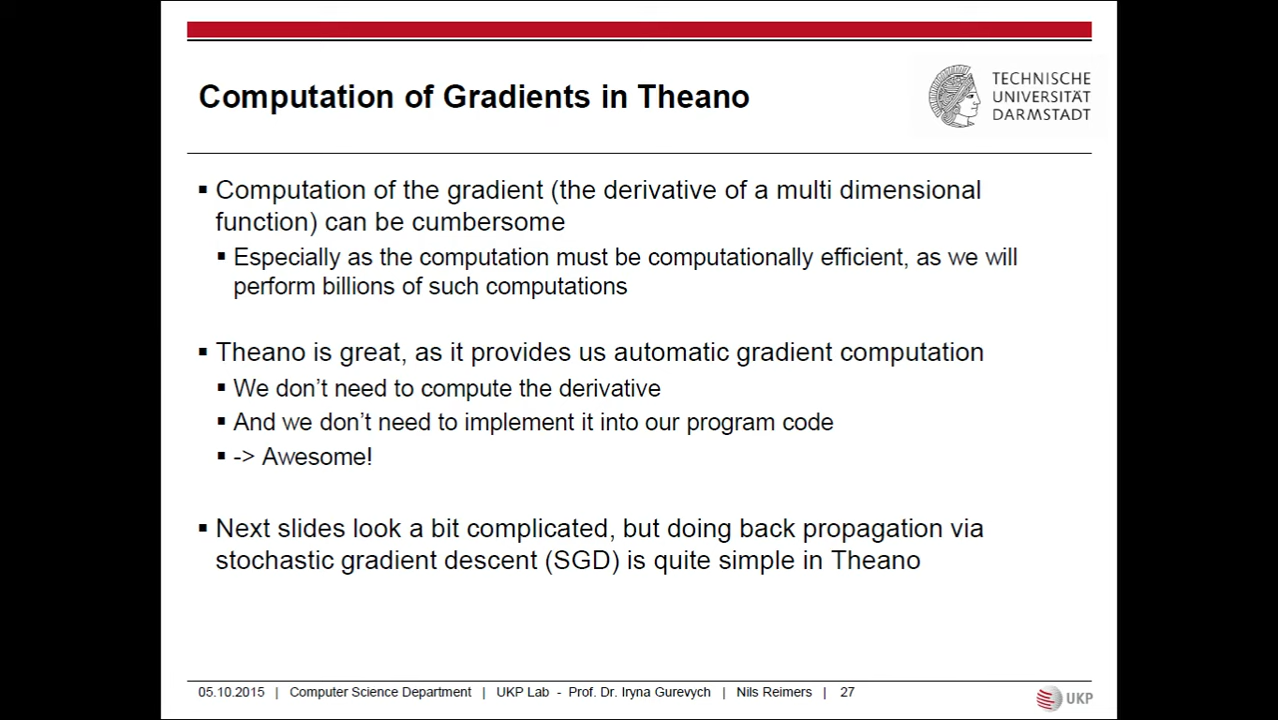 Computation of Gradients in Theano
TECHNISCHE
UNIVERSITÄT
DARMSTADT
▪ Computation of the gradient (the derivative of a multi dimensional
function) can be cumbersome
▪ Especially as the computation must be computationally efficient, as we will
perform billions of such computations
▪ Theano is great, as it provides us automatic gradient computation
▪ We don’t need to compute the derivative
▪ And we don’t need to implement it into our program code
▪ -> Awesome!
▪ Next slides look a bit complicated, but doing back propagation via
stochastic gradient descent (SGD) is quite simple in Theano
05.10.2015 | Computer Science Department | UKP Lab - Prof. Dr. Iryna Gurevych | Nils Reimers | 27
UKP